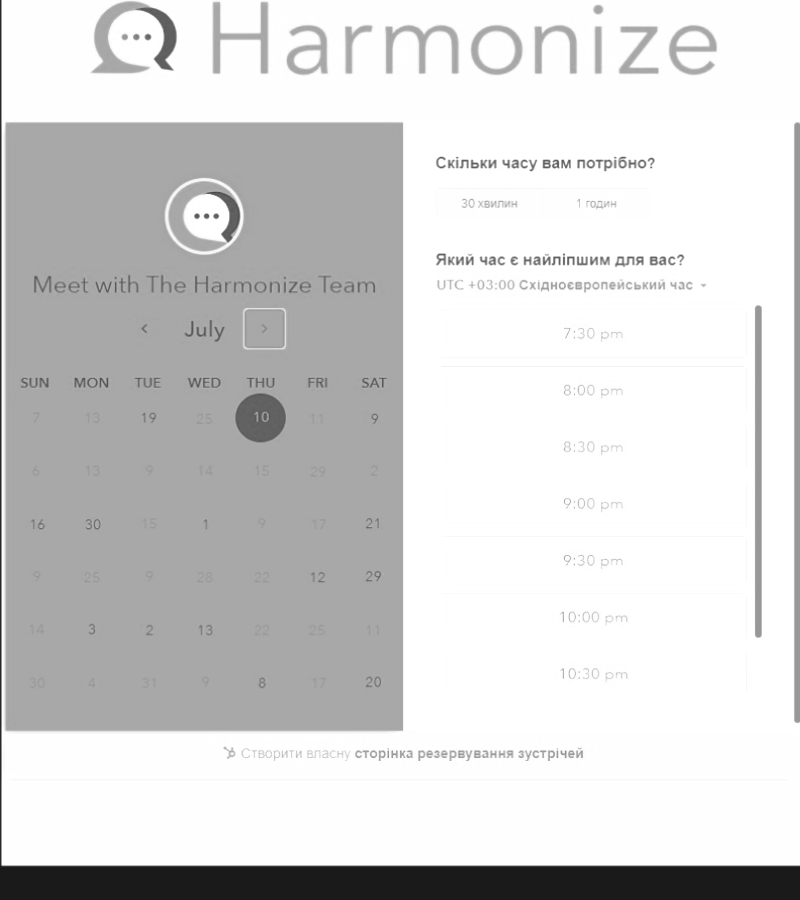 Harmonize
Meet with The Harmonize Team
July
SUN MON TUE WED THU FRI SAT
7 13 19 25 10 11 9
6 13 9 14 15 29 2
16 30 15 1 9 17 21
9 25 9 28 22 12 29
14 3 2 13 22 25 11
30 4 31 9 8 17 20
Скільки часу вам потрібно?
30 хвилин 1 годин
Який час є найліпшим для вас?
UTC +03:00 Східноєвропейський час
7:30 pm
8:00 pm
8:30 pm
9:00 pm
9:30 pm
10:00 pm
10:30 pm
Створити власну сторінка резервування зустрічей